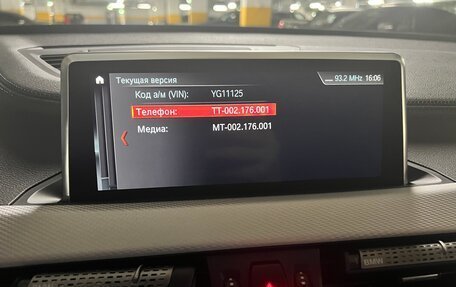 Текущая версия 93.2 MHz 16:06
Код а/м (VIN): YG11125
Телефон: TT-002.176.001
Медиа: MT-002.176.001
BMW